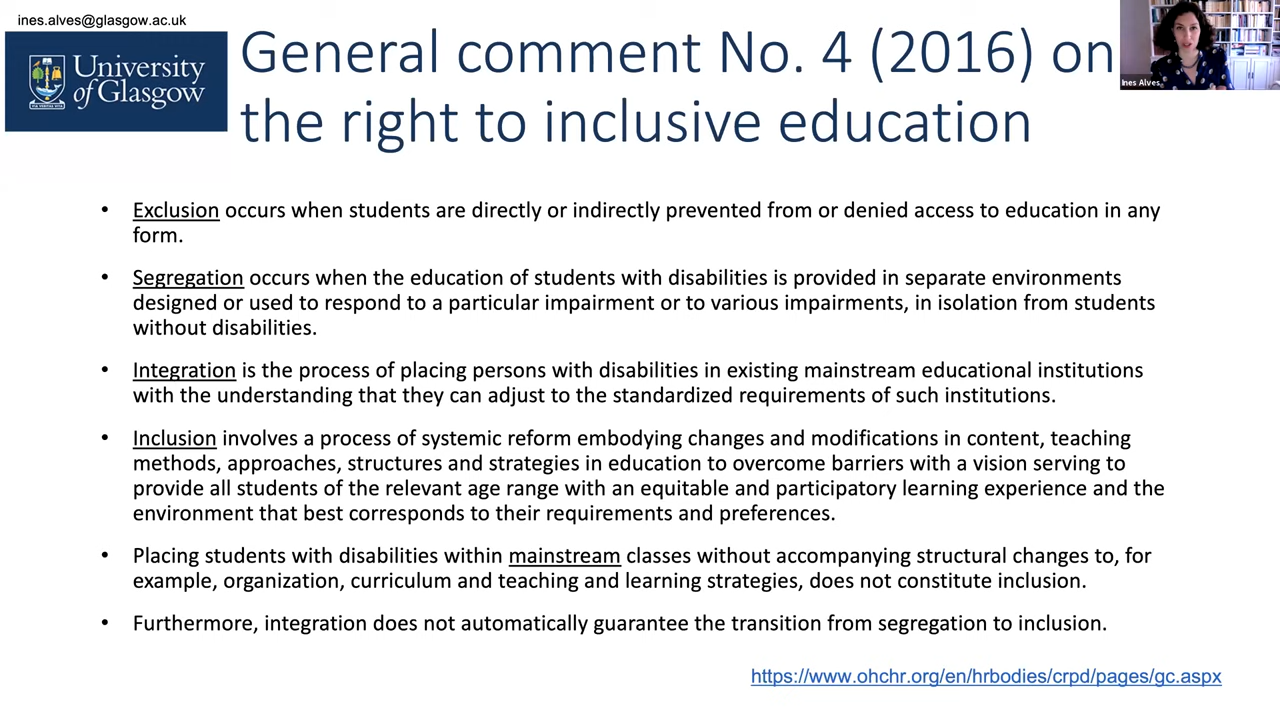 ines.alves@glasgow.ac.uk
University
of Glasgow
General comment No. 4 (2016) on
the right to inclusive education
Ines Alves
• Exclusion occurs when students are directly or indirectly prevented from or denied access to education in any
form.
• Segregation occurs when the education of students with disabilities is provided in separate environments
designed or used to respond to a particular impairment or to various impairments, in isolation from students
without disabilities.
• Integration is the process of placing persons with disabilities in existing mainstream educational institutions
with the understanding that they can adjust to the standardized requirements of such institutions.
• Inclusion involves a process of systemic reform embodying changes and modifications in content, teaching
methods, approaches, structures and strategies in education to overcome barriers with a vision serving to
provide all students of the relevant age range with an equitable and participatory learning experience and the
environment that best corresponds to their requirements and preferences.
• Placing students with disabilities within mainstream classes without accompanying structural changes to, for
example, organization, curriculum and teaching and learning strategies, does not constitute inclusion.
• Furthermore, integration does not automatically guarantee the transition from segregation to inclusion.
https://www.ohchr.org/en/hrbodies/crpd/pages/gc.aspx